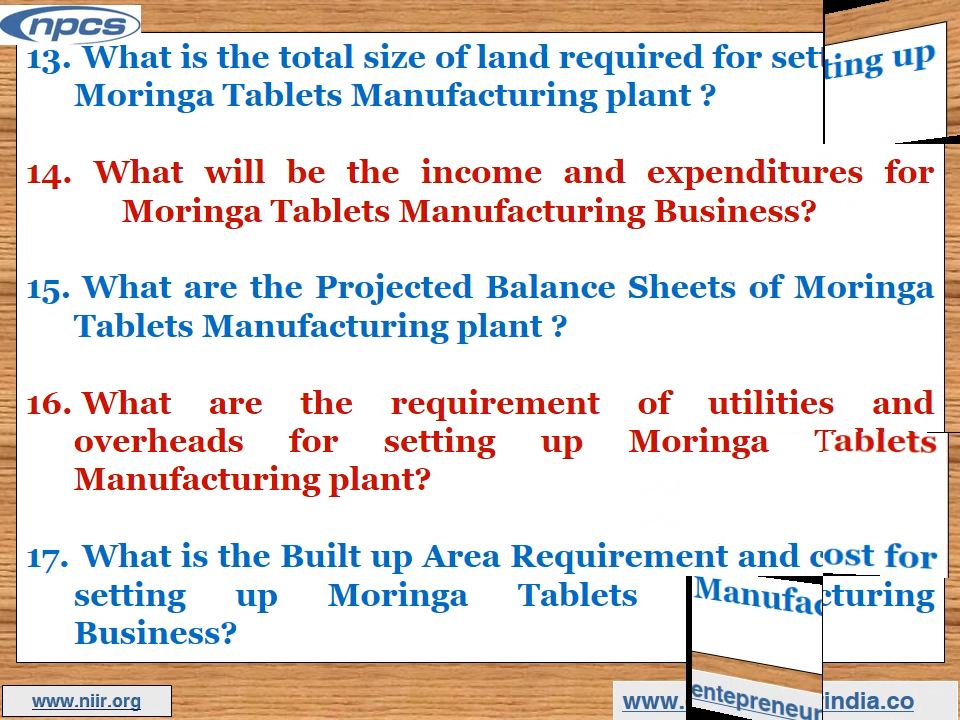 npcs
13. What is the total size of land required for setting up
Moringa Tablets Manufacturing plant ?
14. What will be the income and expenditures for
Moringa Tablets Manufacturing Business?
15. What are the Projected Balance Sheets of Moringa
Tablets Manufacturing plant ?
16. What are the requirement of utilities and
overheads for setting up Moringa Tablets
Manufacturing plant?
17. What is the Built up Area Requirement and cost for
setting up Moringa Tablets Manufacturing
Business?
www.niir.org
www.entepreneurindia.co